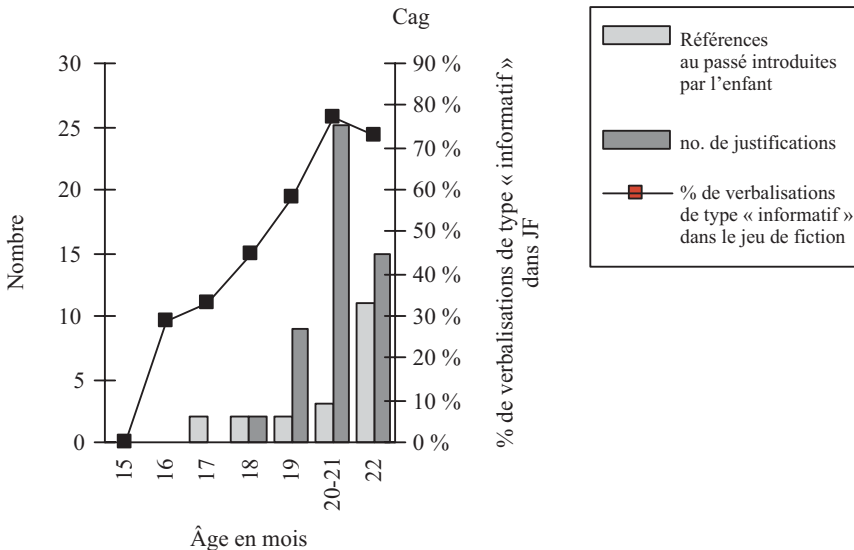 Cag
Nombre
30
25
20
15
10
5
0
90 %
80 %
70 %
60 %
50 %
40 %
30 %
20 %
10 %
0 %
% de verbalisations de type « informatif »
dans JF
15
16
17
18
19
20-21
22
Âge en mois
Références
au passé introduites
par l’enfant
no. de justifications
% de verbalisations
de type « informatif »
dans le jeu de fiction